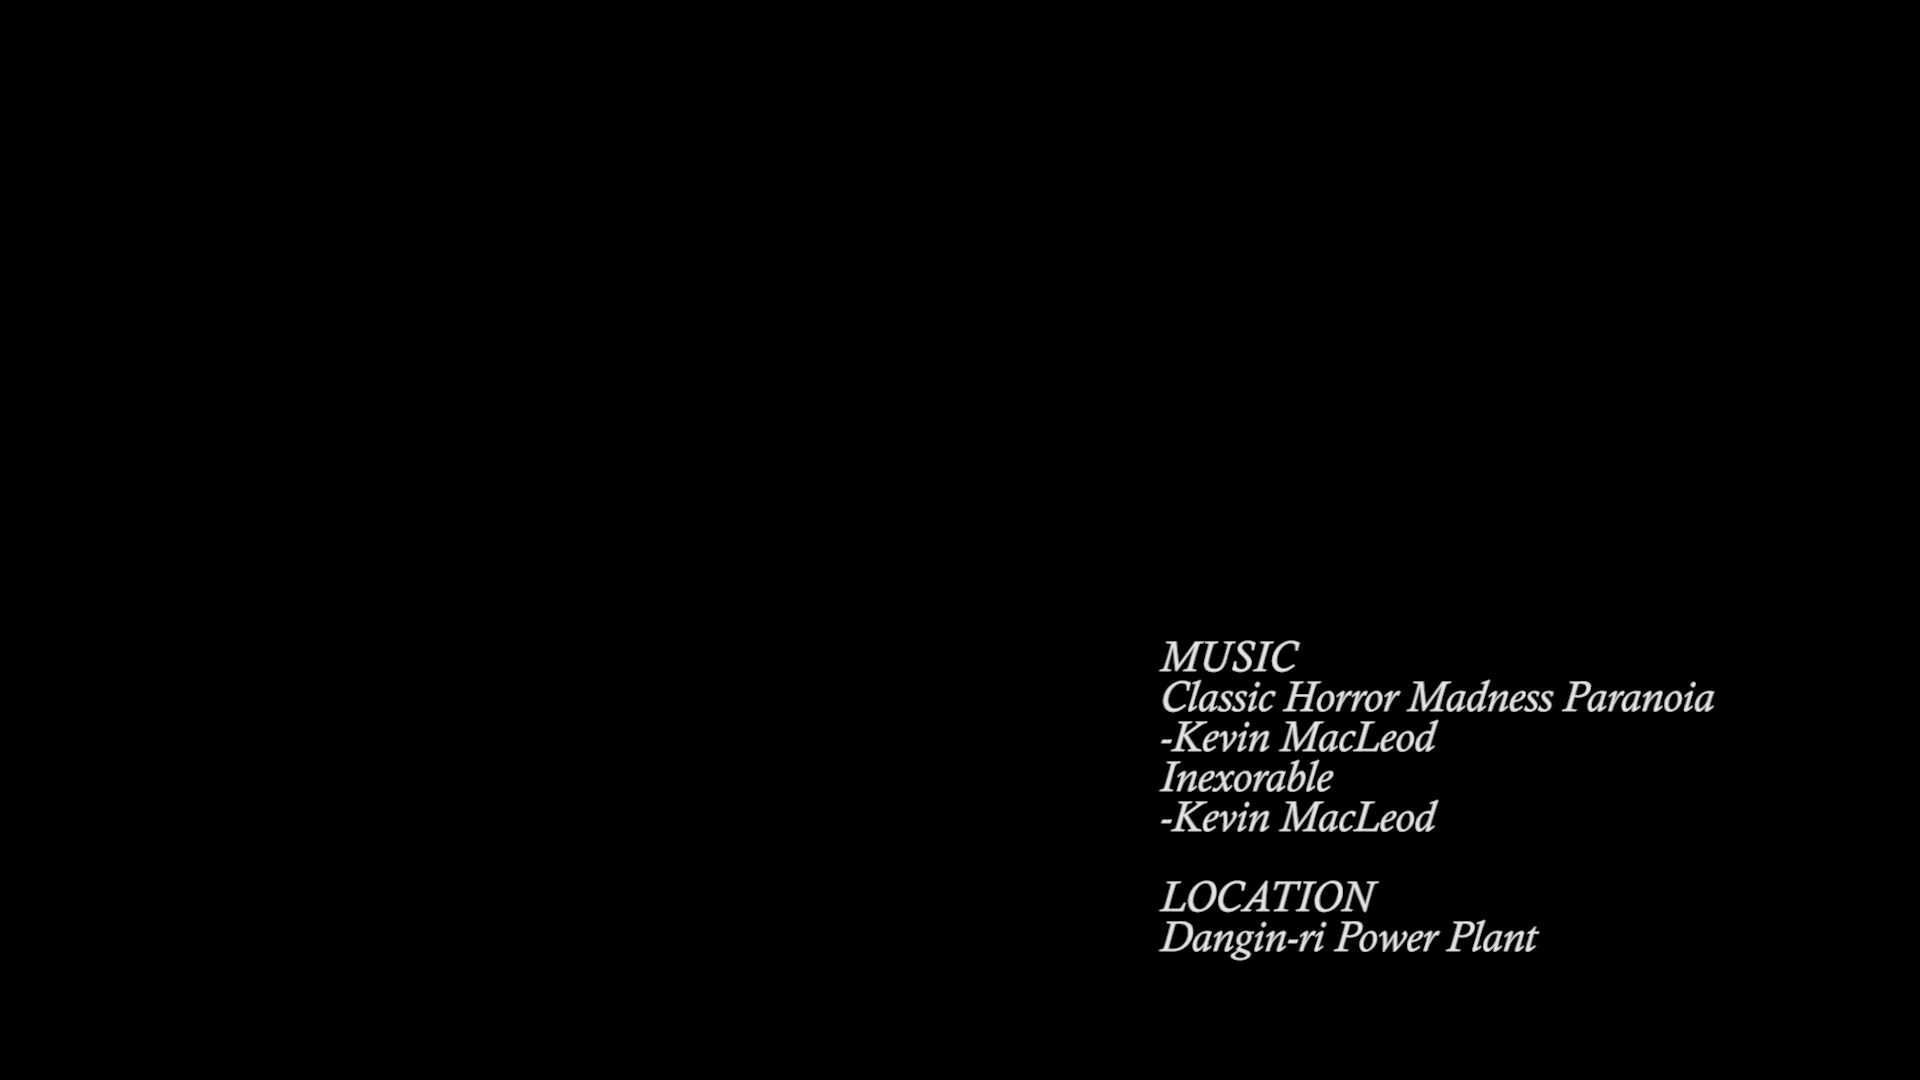 MUSIC
Classic Horror Madness Paranoia
-Kevin MacLeod
Inexorable
-Kevin MacLeod
LOCATION
Dangin-ri Power Plant